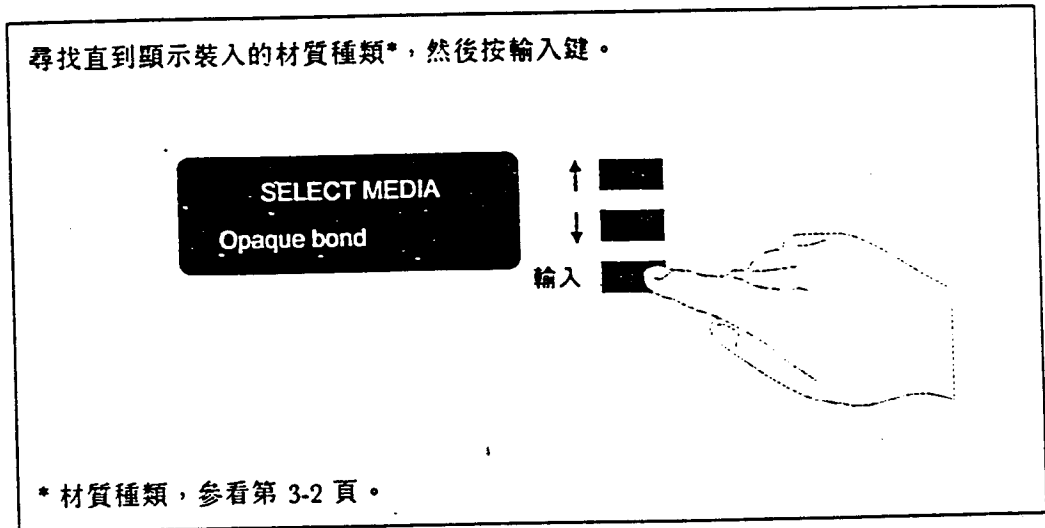 尋找直到顯示裝入的材質種類*，然後按輸入鍵。
SELECT MEDIA
Opaque bond
↑
↓
輸入
* 材質種類，參看第 3-2 頁。